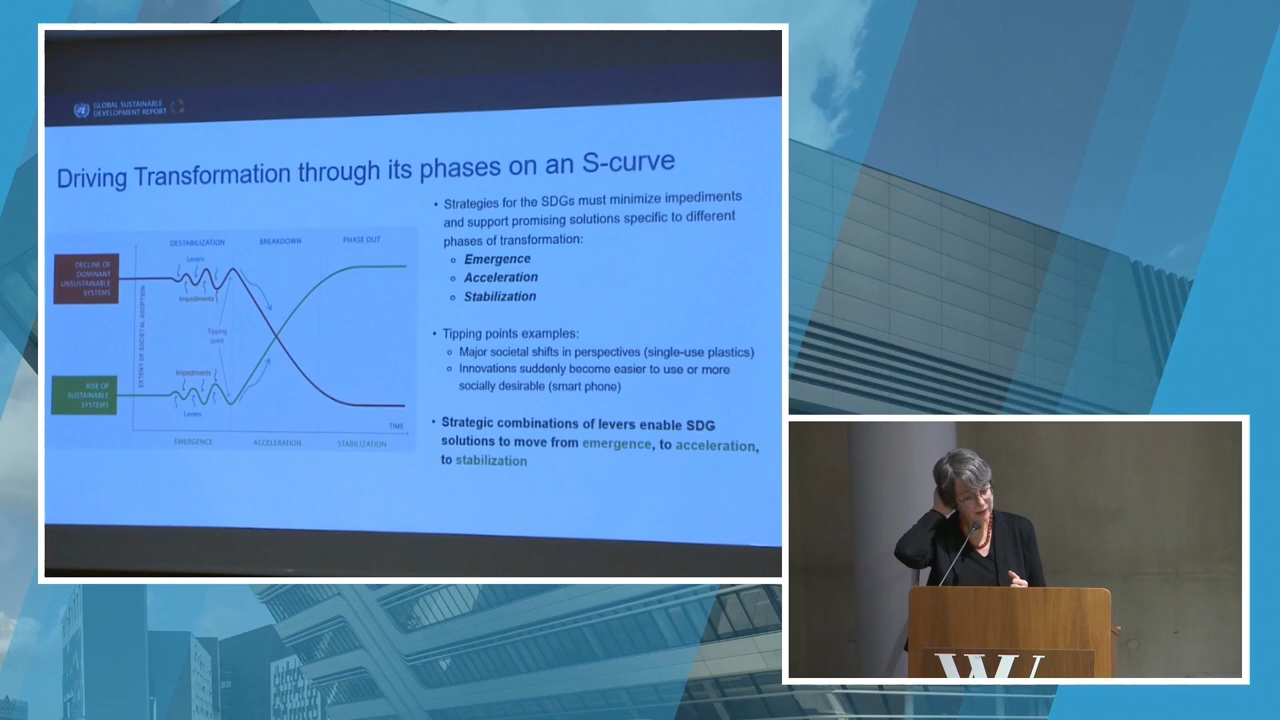 GLOBAL SUSTAINABLE
DEVELOPMENT REPORT
Driving Transformation through its phases on an S-curve
DESTABILIZATION BREAKDOWN PHASE OUT
Levers
DECLINE OF
DOMINANT
UNSUSTAINABLE
SYSTEMS
Impediments
EXTENT OF SOCIETAL ADOPTION
Tipping
point
Impediments
RISE OF
SUSTAINABLE
SYSTEMS
Levers
TIME
EMERGENCE ACCELERATION STABILIZATION
• Strategies for the SDGs must minimize impediments
and support promising solutions specific to different
phases of transformation:
○ Emergence
○ Acceleration
○ Stabilization
• Tipping points examples:
○ Major societal shifts in perspectives (single-use plastics)
○ Innovations suddenly become easier to use or more
socially desirable (smart phone)
• Strategic combinations of levers enable SDG
solutions to move from emergence, to acceleration,
to stabilization
W